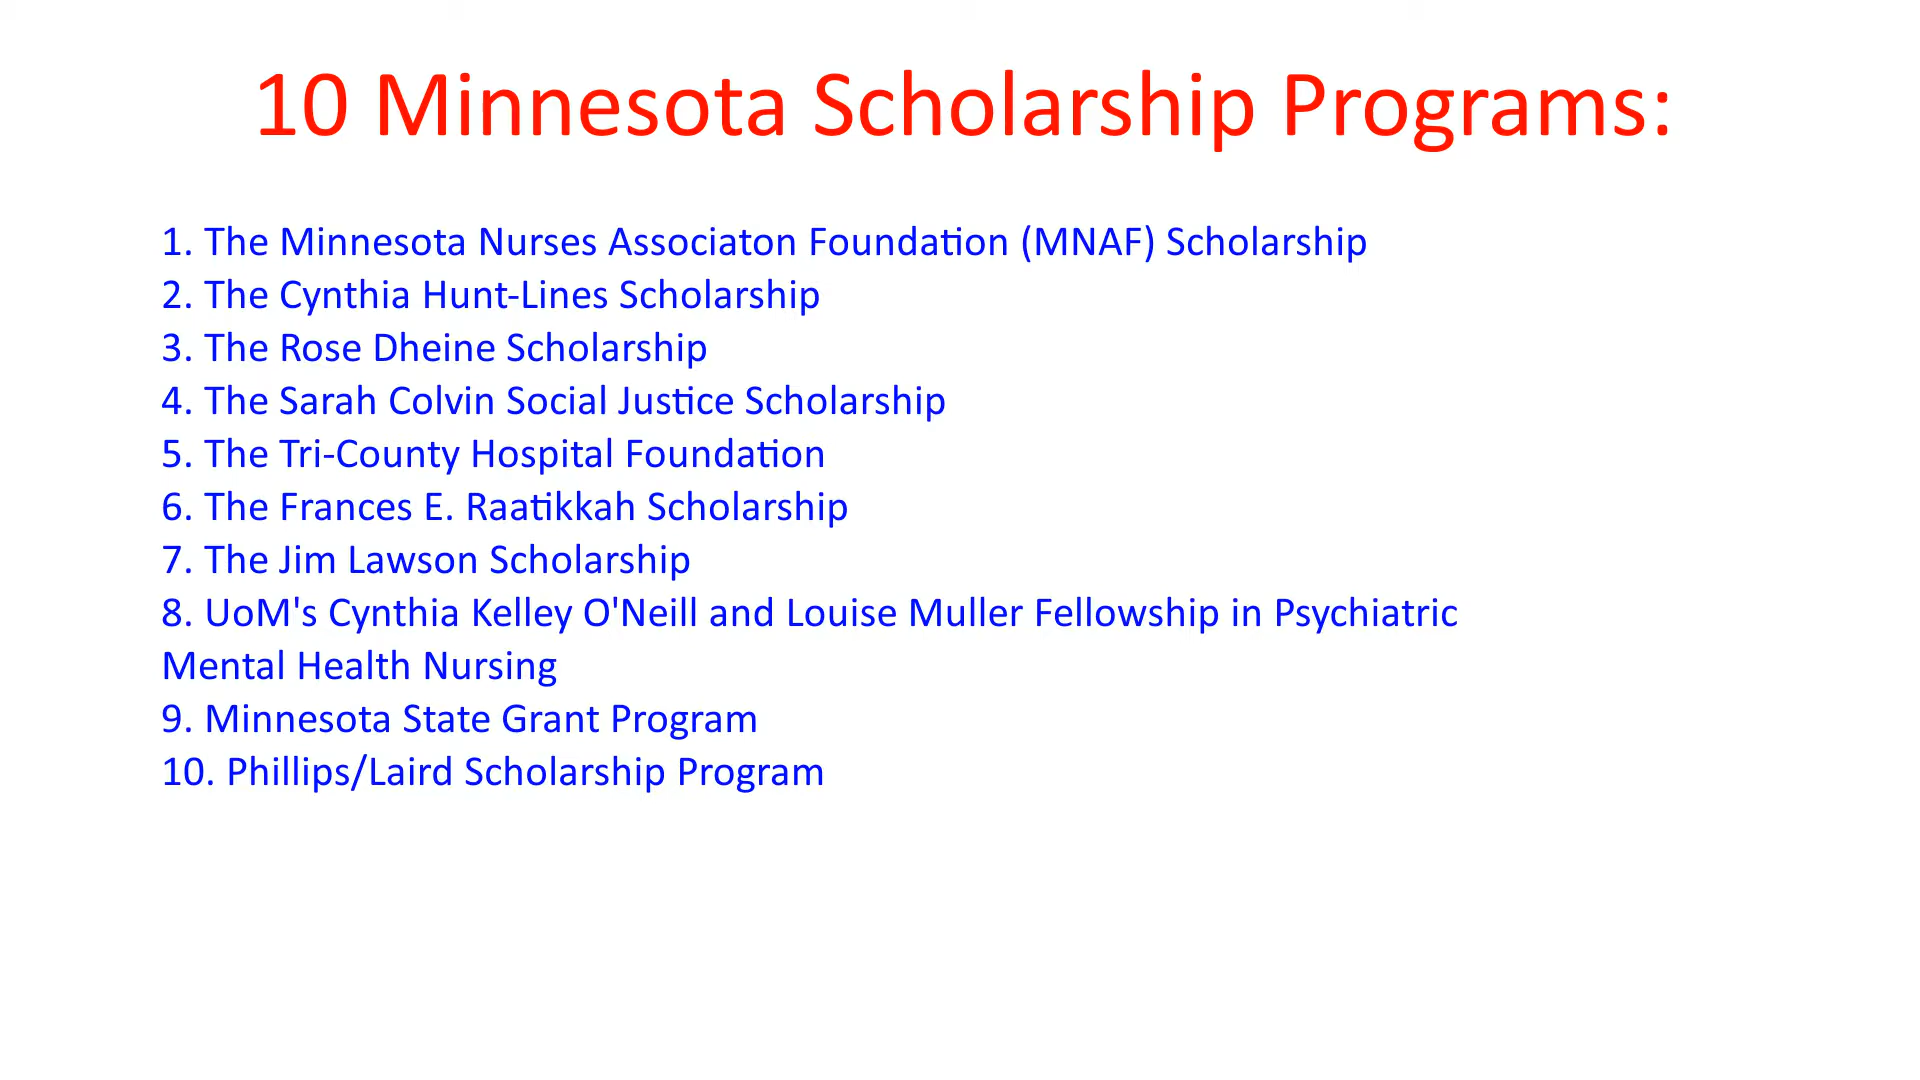 10 Minnesota Scholarship Programs:
1. The Minnesota Nurses Associaton Foundation (MNAF) Scholarship
2. The Cynthia Hunt-Lines Scholarship
3. The Rose Dheine Scholarship
4. The Sarah Colvin Social Justice Scholarship
5. The Tri-County Hospital Foundation
6. The Frances E. Raatikkah Scholarship
7. The Jim Lawson Scholarship
8. UoM's Cynthia Kelley O'Neill and Louise Muller Fellowship in Psychiatric
Mental Health Nursing
9. Minnesota State Grant Program
10. Phillips/Laird Scholarship Program